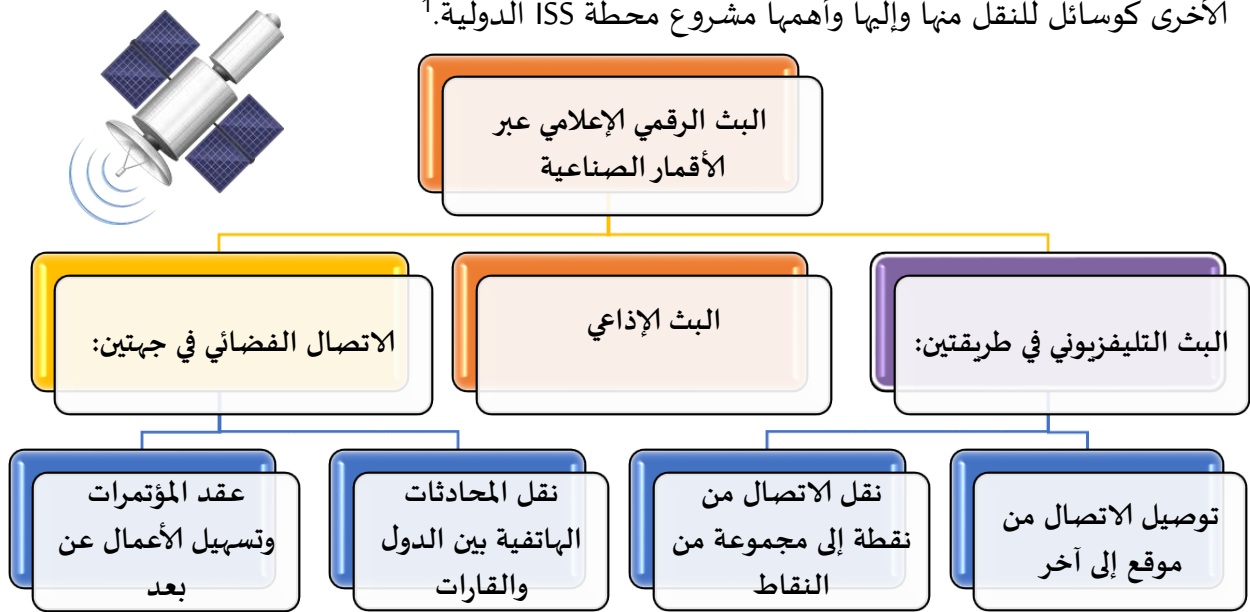 الأخرى كوسائل للنقل منها وإليها وأهمها مشروع محطة ISS الدولية.1
البث الرقمي الإعلامي عبر
الأقمار الصناعية
البث التليفزيوني في طريقتين:
البث الإذاعي
الاتصال الفضائي في جهتين:
توصيل الاتصال من
موقع إلى آخر
نقل الاتصال من
نقطة إلى مجموعة من
النقاط
نقل المحادثات
الهاتفية بين الدول
والقارات
عقد المؤتمرات
وتسهيل الأعمال عن
بعد